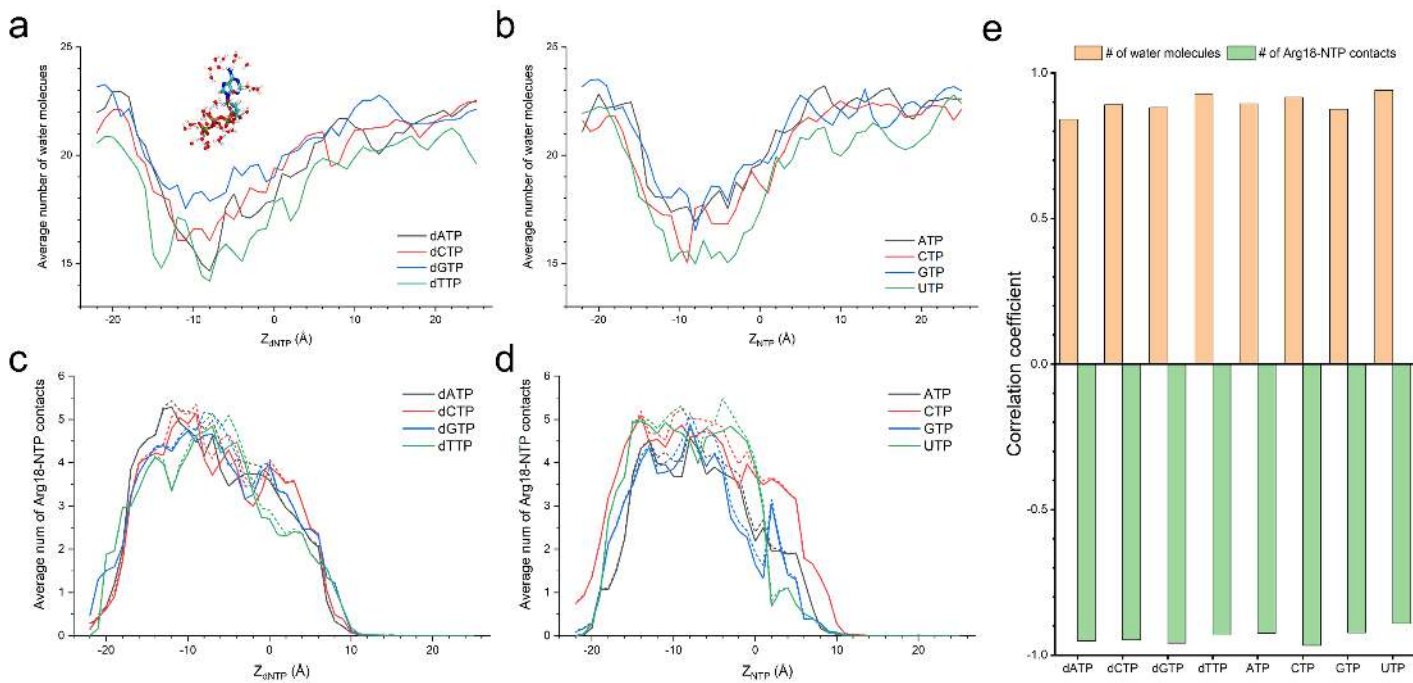 a
25
20
15
Average number of water molecues
-20 -10 0 10 20
Z_dNTP (Å)
dATP
dCTP
dGTP
dTTP
b
25
20
15
Average number of water molecules
-20 -10 0 10 20
Z_NTP (Å)
ATP
CTP
GTP
UTP
c
6
5
4
3
2
1
0
Average num of Arg18-NTP contacts
-20 -10 0 10 20
Z_dNTP (Å)
dATP
dCTP
dGTP
dTTP
d
6
5
4
3
2
1
0
Average num of Arg18-NTP contacts
-20 -10 0 10 20
Z_NTP (Å)
ATP
CTP
GTP
UTP
e
# of water molecules # of Arg18-NTP contacts
1.0
0.5
0.0
-0.5
-1.0
Correlation coefficient
dATP dCTP dGTP dTTP ATP CTP GTP UTP